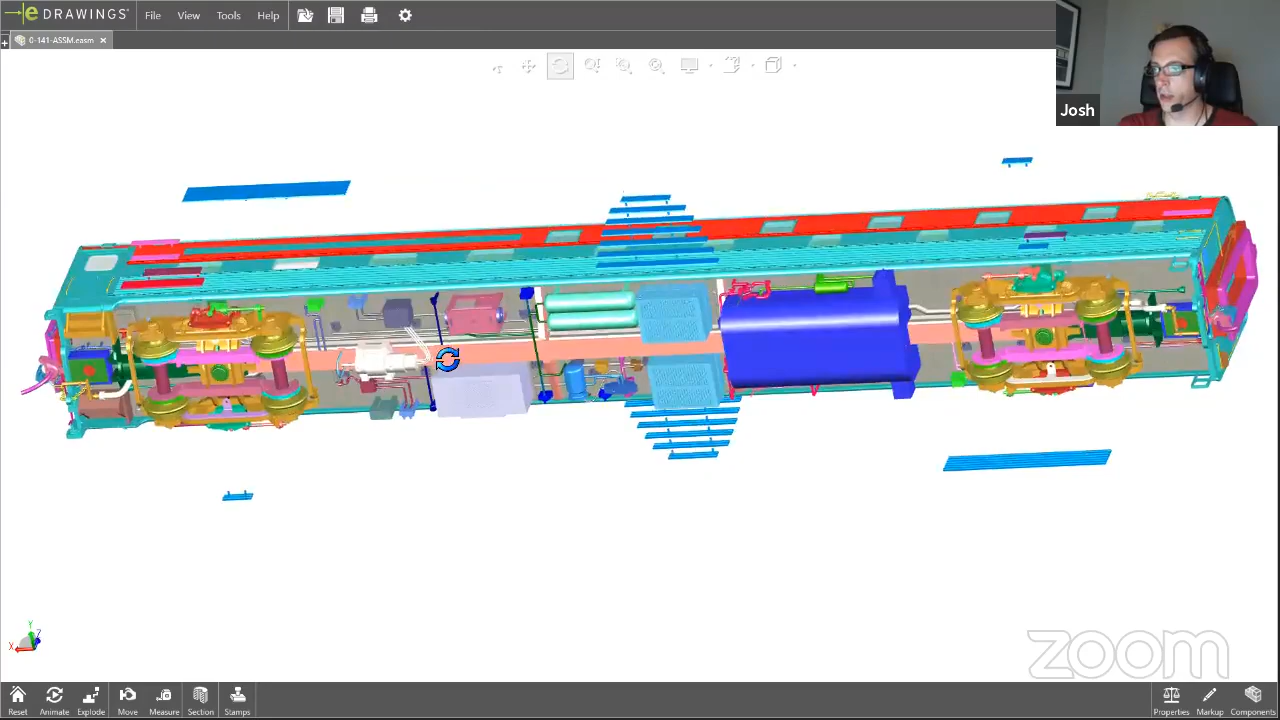 eDRAWINGS®
File View Tools Help
0-141-ASSM.easm
Josh
Y
X
Z
zoom
Reset Animate Explode Move Measure Section Stamps
Properties Markup Components